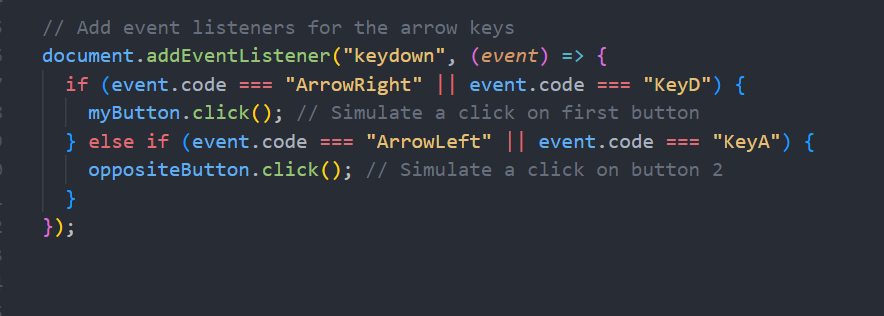 // Add event listeners for the arrow keys
document.addEventListener("keydown", (event) => {
  if (event.code === "ArrowRight" || event.code === "KeyD") {
    myButton.click(); // Simulate a click on first button
  } else if (event.code === "ArrowLeft" || event.code === "KeyA") {
    oppositeButton.click(); // Simulate a click on button 2
  }
});